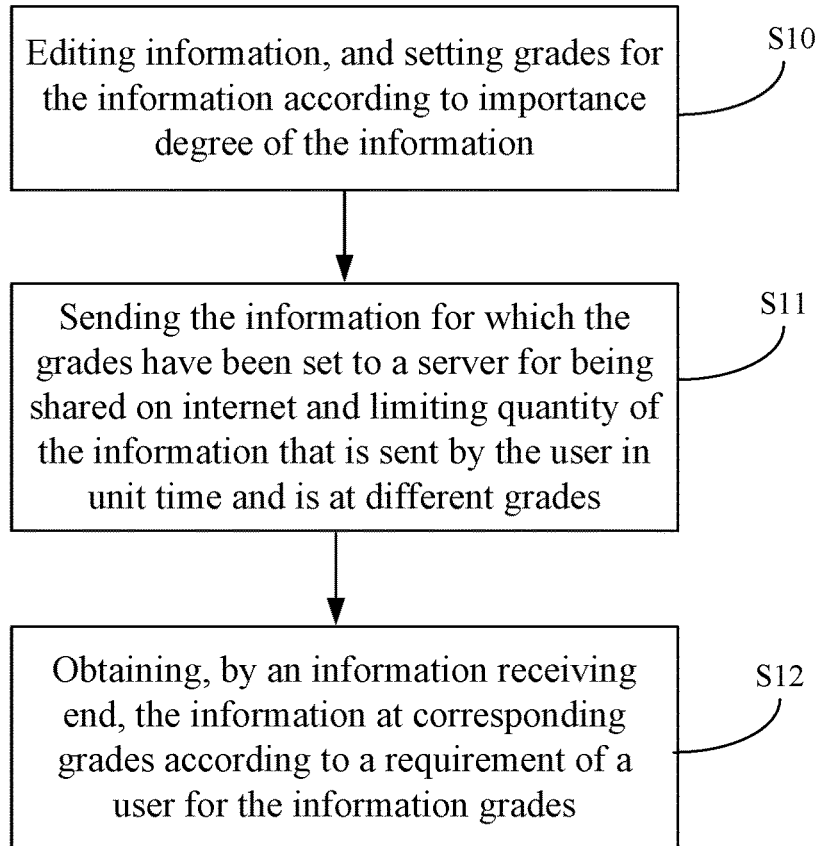 Editing information, and setting grades for
the information according to importance
degree of the information
S10
Sending the information for which the
grades have been set to a server for being
shared on internet and limiting quantity of
the information that is sent by the user in
unit time and is at different grades
S11
Obtaining, by an information receiving
end, the information at corresponding
grades according to a requirement of a
user for the information grades
S12